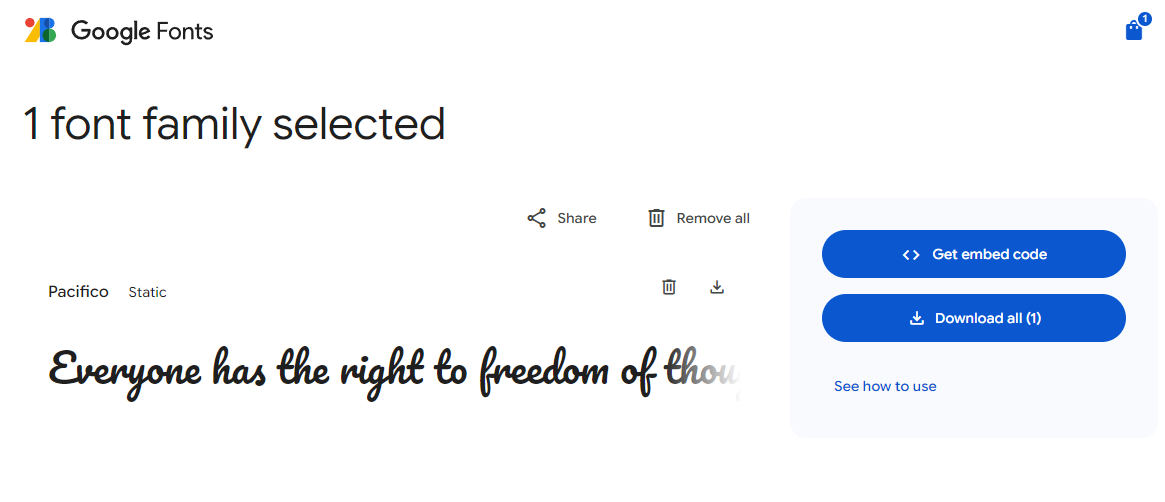 Google Fonts
1
1 font family selected
Share
Remove all
Get embed code
Download all (1)
See how to use
Pacifico Static
Everyone has the right to freedom of